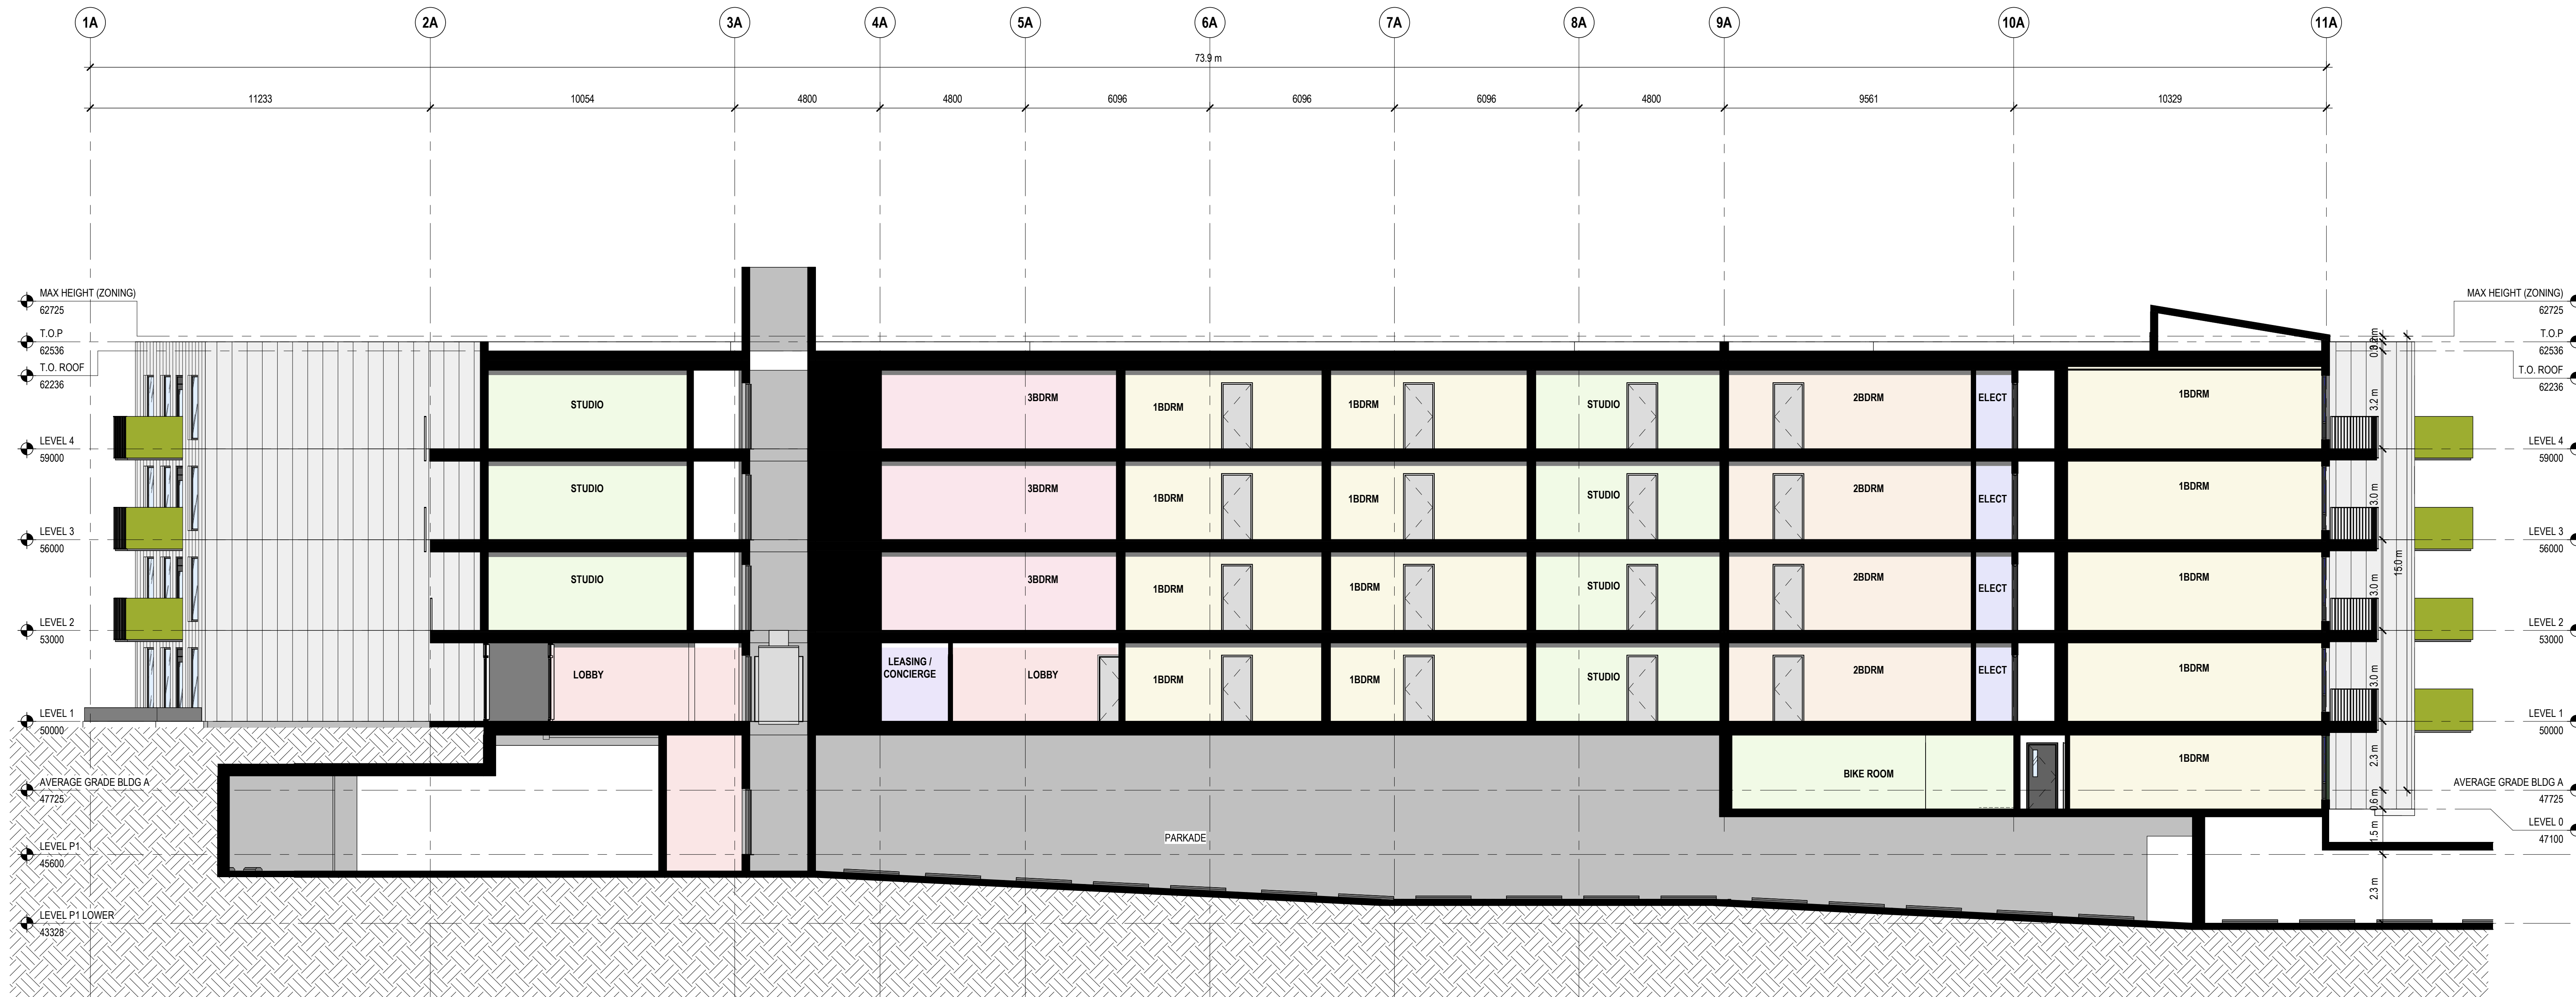 1A 2A 3A 4A 5A 6A 7A 8A 9A 10A 11A
73.9 m
11233 10054 4800 4800 6096 6096 6096 4800 9561 10329
MAX HEIGHT (ZONING)
62725
T.O.P
62536
T.O. ROOF
62236
LEVEL 4
59000
LEVEL 3
56000
LEVEL 2
53000
LEVEL 1
50000
AVERAGE GRADE BLDG A
47725
LEVEL P1
45600
LEVEL P1 LOWER
43328
STUDIO 3BDRM 1BDRM 1BDRM STUDIO 2BDRM ELECT 1BDRM
STUDIO 3BDRM 1BDRM 1BDRM STUDIO 2BDRM ELECT 1BDRM
STUDIO 3BDRM 1BDRM 1BDRM STUDIO 2BDRM ELECT 1BDRM
LOBBY LEASING / LOBBY 1BDRM 1BDRM STUDIO 2BDRM ELECT 1BDRM
CONCIERGE
BIKE ROOM 1BDRM
PARKADE
3.2 m
3.0 m
3.0 m
3.0 m
2.3 m
0.6 m
1.5 m
2.3 m
15.0 m
MAX HEIGHT (ZONING)
62725
T.O.P
62536
T.O. ROOF
62236
LEVEL 4
59000
LEVEL 3
56000
LEVEL 2
53000
LEVEL 1
50000
AVERAGE GRADE BLDG A
47725
LEVEL 0
47100